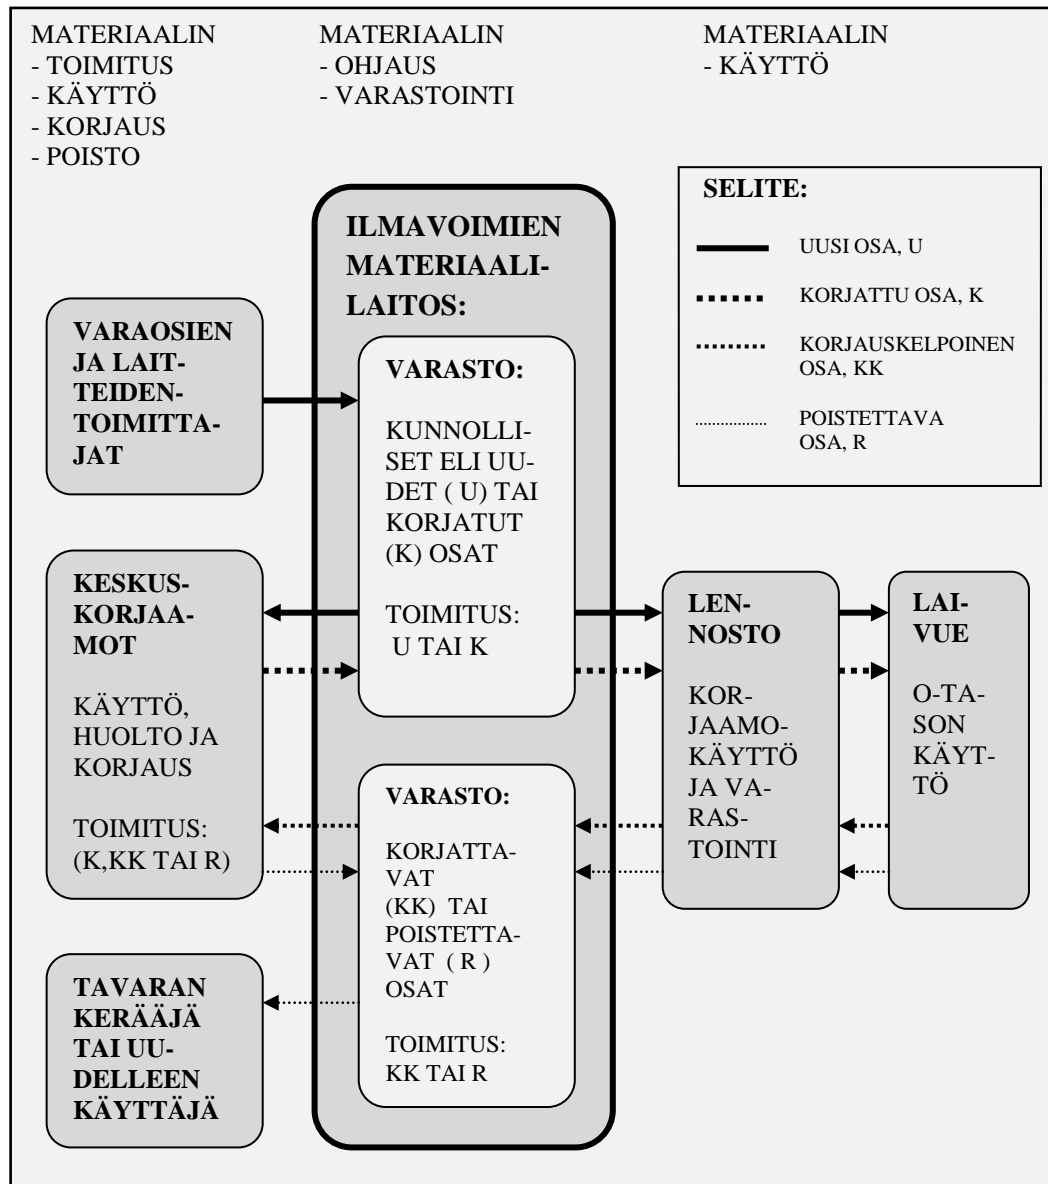 MATERIAALIN
- TOIMITUS
- KÄYTTÖ
- KORJAUS
- POISTO
MATERIAALIN
- OHJAUS
- VARASTOINTI
MATERIAALIN
- KÄYTTÖ
SELITE:
UUSI OSA, U
KORJATTU OSA, K
KORJAUSKELPOINEN
OSA, KK
POISTETTAVA
OSA, R
ILMAVOIMIEN
MATERIAALI-
LAITOS:
VARAOSIEN
JA LAIT-
TEIDEN-
TOIMITTA-
JAT
VARASTO:
KUNNOLLI-
SET ELI UU-
DET ( U) TAI
KORJATUT
(K) OSAT
TOIMITUS:
U TAI K
KESKUS-
KORJAA-
MOT
KÄYTTÖ,
HUOLTO JA
KORJAUS
TOIMITUS:
(K,KK TAI R)
LEN-
NOSTO
KOR-
JAAMO-
KÄYTTÖ
JA VA-
RAS-
TOINTI
LAI-
VUE
O-TA-
SON
KÄYT-
TÖ
VARASTO:
KORJATTA-
VAT
(KK) TAI
POISTETTA-
VAT ( R )
OSAT
TOIMITUS:
KK TAI R
TAVARAN
KERÄÄJÄ
TAI UU-
DELLEEN
KÄYTTÄJÄ